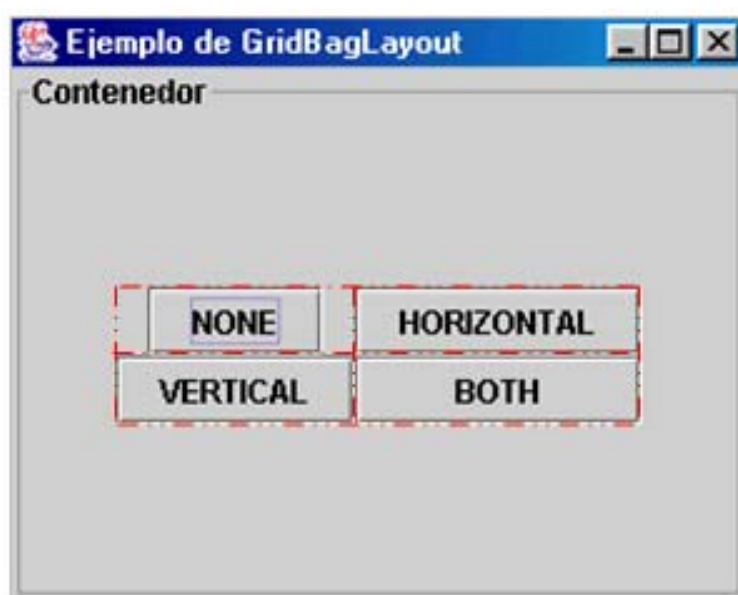 Ejemplo de GridBagLayout
Contenedor
NONE HORIZONTAL
VERTICAL BOTH